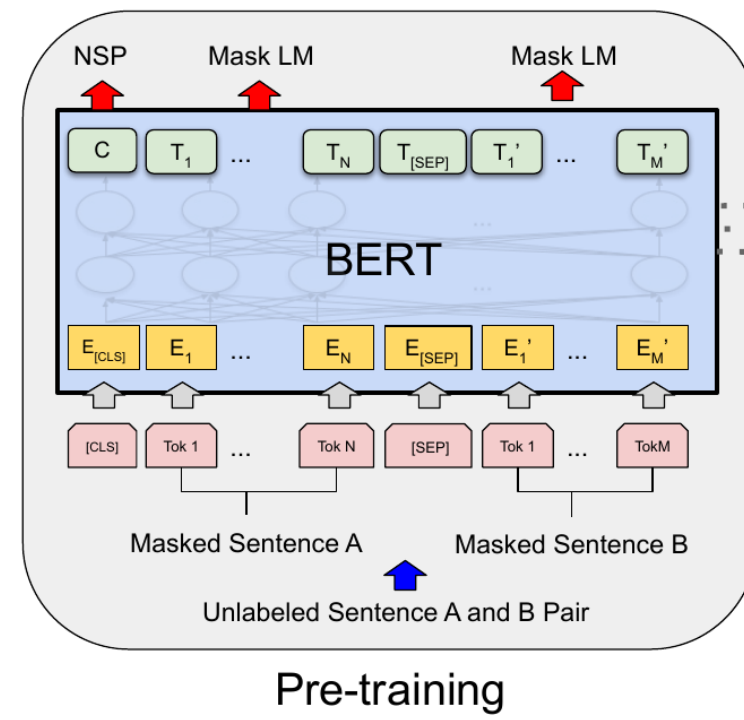 NSP Mask LM Mask LM
C T1 ... TN T[SEP] T1’ ... TM’
...
BERT
...
E[CLS] E1 ... EN E[SEP] E1’ ... EM’
[CLS] Tok 1 ... Tok N [SEP] Tok 1 ... TokM
Masked Sentence A Masked Sentence B
Unlabeled Sentence A and B Pair
Pre-training